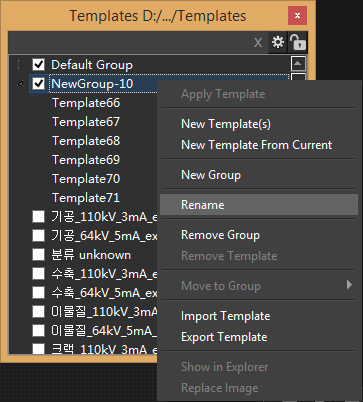 Templates D:/.../Templates
X
Default Group
NewGroup-10
Template66
Template67
Template68
Template69
Template70
Template71
기공_110kV_3mA_e
기공_64kV_5mA_ex
분류 unknown
수축_110kV_3mA_e
수축_64kV_5mA_ex
이물질_110kV_3m
이물질_64kV_5mA_
크랙_110kV_3mA_e
Apply Template
New Template(s)
New Template From Current
New Group
Rename
Remove Group
Remove Template
Move to Group
Import Template
Export Template
Show in Explorer
Replace Image